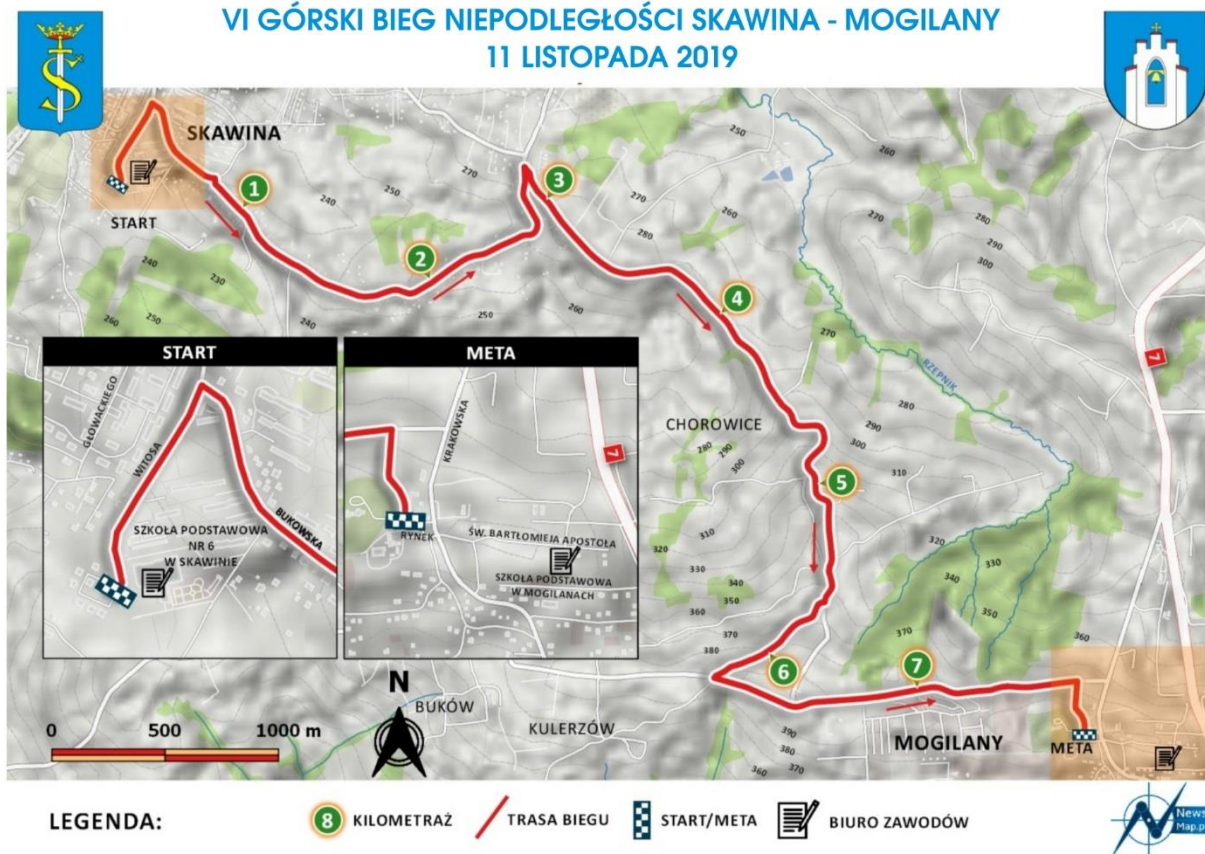 VI GÓRSKI BIEG NIEPODLEGŁOŚCI SKAWINA - MOGILANY
11 LISTOPADA 2019
S
SKAWINA
START
1
2
3
4
5
6
7
240
250
270
280
260
250
260
270
280
290
300
240
230
250
260
240
250
260
270
280
290
300
310
RZEPNIK
7
CHOROWICE
280
290
300
310
320
330
340
350
360
370
380
320
330
340
350
360
370
390
380
370
360
START
GŁOWACKIEGO
WITOSA
BUKOWSKA
SZKOŁA PODSTAWOWA
NR 6
W SKAWINIE
META
KRAKOWSKA
7
RYNEK
ŚW. BARTŁOMIEJA APOSTOŁA
SZKOŁA PODSTAWOWA
W MOGILANACH
N
BUKÓW
KULERZÓW
MOGILANY
META
0 500 1000 m
LEGENDA:
8 KILOMETRAŻ
TRASA BIEGU
START/META
BIURO ZAWODÓW
N
News
Map.p